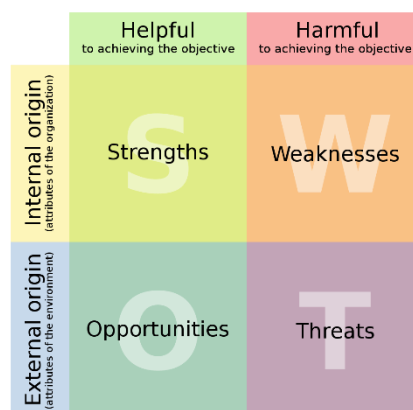 Helpful
to achieving the objective
Harmful
to achieving the objective
Internal origin
(attributes of the organization)
S
Strengths
W
Weaknesses
External origin
(attributes of the environment)
O
Opportunities
T
Threats